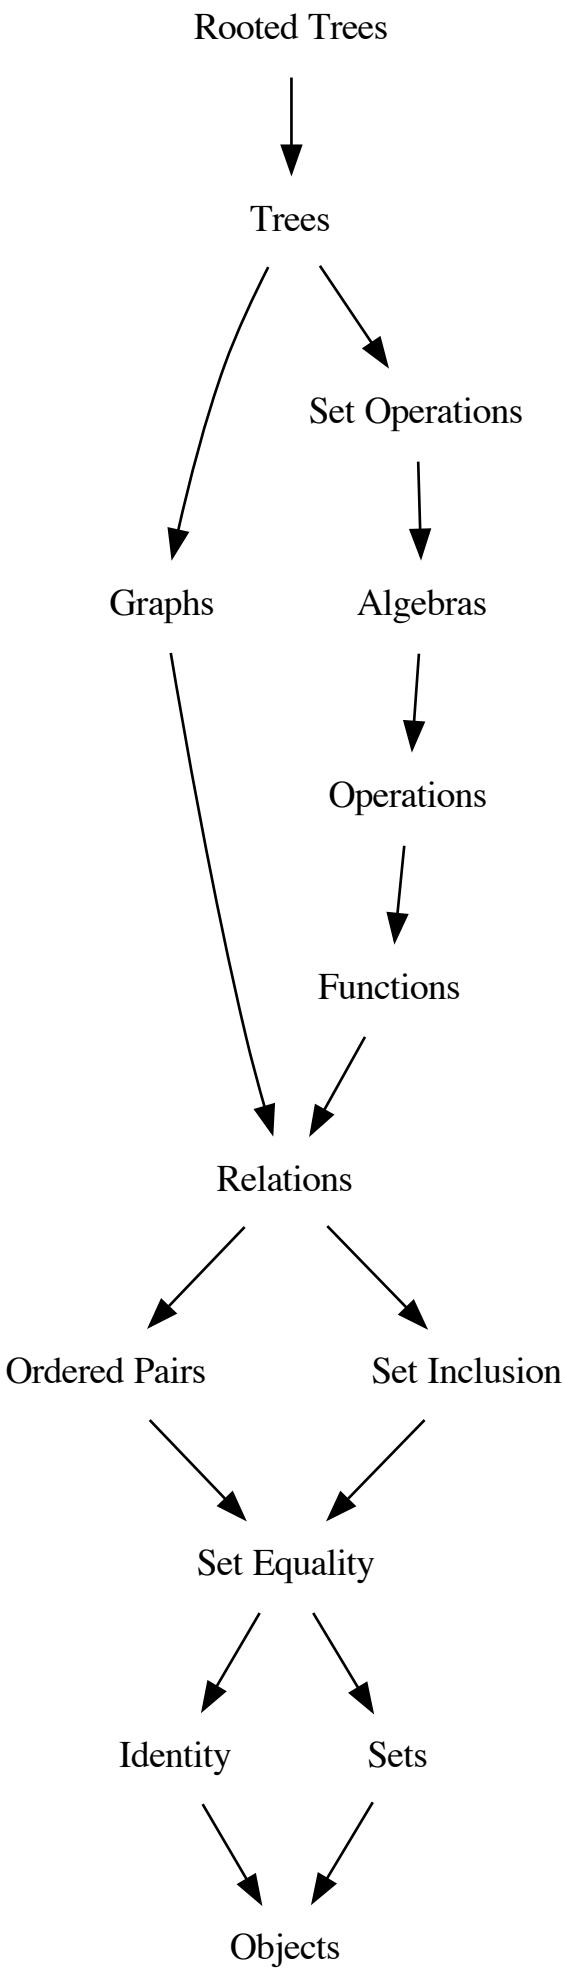 Rooted Trees
Trees
Set Operations
Graphs
Algebras
Operations
Functions
Relations
Ordered Pairs
Set Inclusion
Set Equality
Identity
Sets
Objects